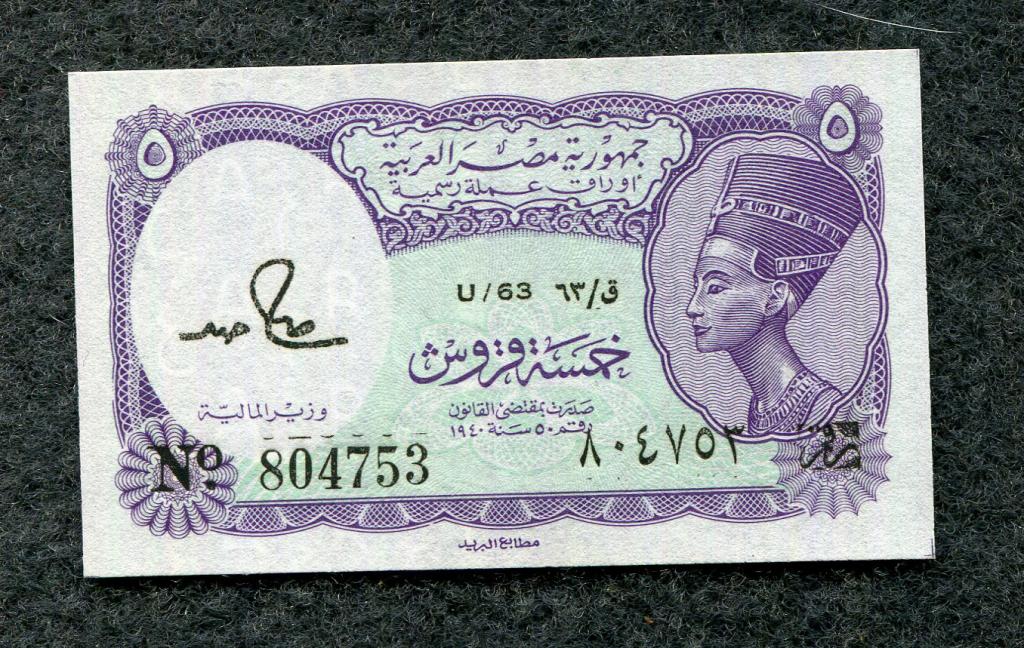 ٥
٥
جمهورية مصر العربية
أوراق عملة رسمية
U/63 ق/٦٣
خمسة قروش
صدرت بمقتضى القانون
رقم ٥٠ سنة ١٩٤٠
وزير المالية
Nº 804753 ٨٠٤٧٥٣
مطابع البريد